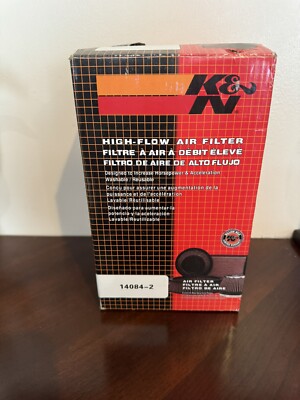 K&N
HIGH-FLOW AIR FILTER
FILTRE À AIR À DÉBIT ÉLEVÉ
FILTRO DE AIRE DE ALTO FLUJO
Designed to Increase Horsepower & Acceleration
Washable / Reusable
Conçu pour assurer une augmentation de la
puissance et de l'accélération
Lavable/Réutilisable
Diseñado para aumentar la
potencia y la aceleración
Lavable/Reutilizable
AIR FILTER
FILTRE À AIR
FILTRO DE AIRE
14084-2